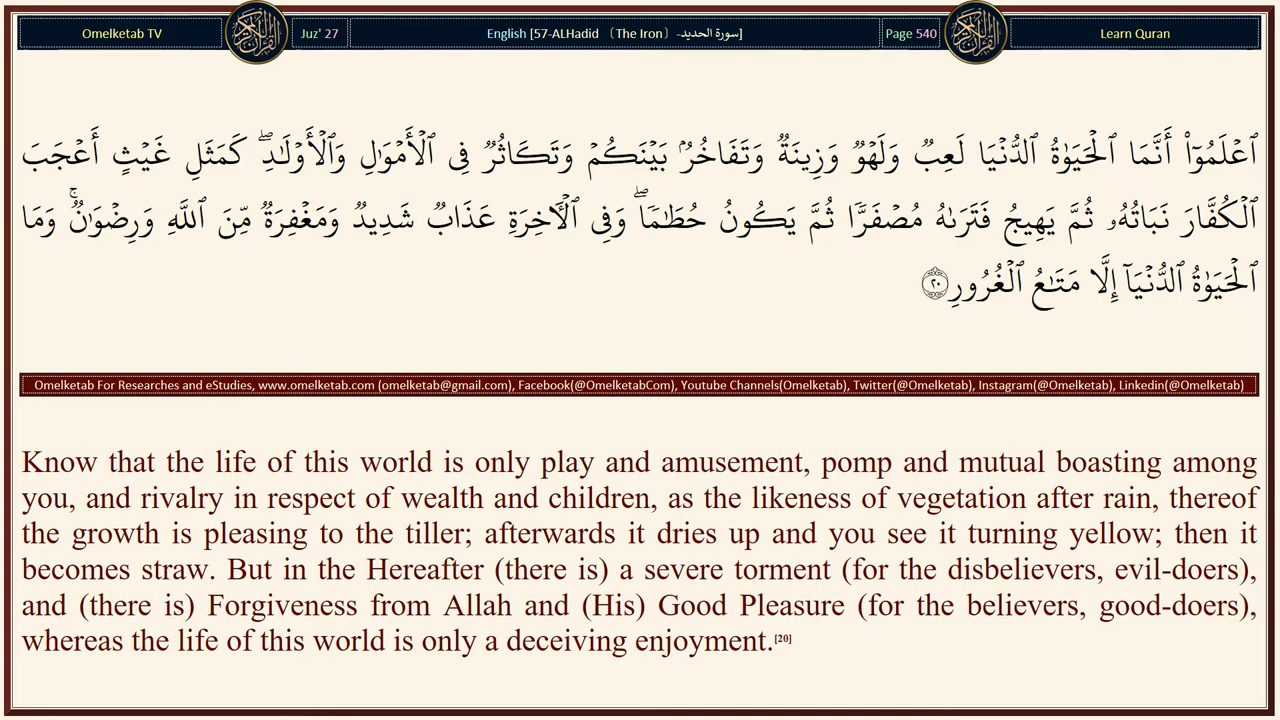 Omelketab TV
Juz' 27
English [57-ALHadid （The Iron） -سورة الحديد]
Page 540
Learn Quran
ٱعۡلَمُوٓاْ أَنَّمَا ٱلۡحَيَوٰةُ ٱلدُّنۡيَا لَعِبٞ وَلَهۡوٞ وَزِينَةٞ وَتَفَاخُرُۢ بَيۡنَكُمۡ وَتَكَاثُرٞ فِي ٱلۡأَمۡوَٰلِ وَٱلۡأَوۡلَٰدِۖ كَمَثَلِ غَيۡثٍ أَعۡجَبَ
ٱلۡكُفَّارَ نَبَاتُهُۥ ثُمَّ يَهِيجُ فَتَرَىٰهُ مُصۡفَرّٗا ثُمَّ يَكُونُ حُطَٰمٗاۖ وَفِي ٱلۡأٓخِرَةِ عَذَابٞ شَدِيدٞ وَمَغۡفِرَةٞ مِّنَ ٱللَّهِ وَرِضۡوَٰنٞۚ وَمَا
ٱلۡحَيَوٰةُ ٱلدُّنۡيَآ إِلَّا مَتَٰعُ ٱلۡغُرُورِ ٢٠
Omelketab For Researches and eStudies, www.omelketab.com (omelketab@gmail.com), Facebook(@OmelketabCom), Youtube Channels(Omelketab), Twitter(@Omelketab), Instagram(@Omelketab), Linkedin(@Omelketab)
Know that the life of this world is only play and amusement, pomp and mutual boasting among
you, and rivalry in respect of wealth and children, as the likeness of vegetation after rain, thereof
the growth is pleasing to the tiller; afterwards it dries up and you see it turning yellow; then it
becomes straw. But in the Hereafter (there is) a severe torment (for the disbelievers, evil-doers),
and (there is) Forgiveness from Allah and (His) Good Pleasure (for the believers, good-doers),
whereas the life of this world is only a deceiving enjoyment.[20]